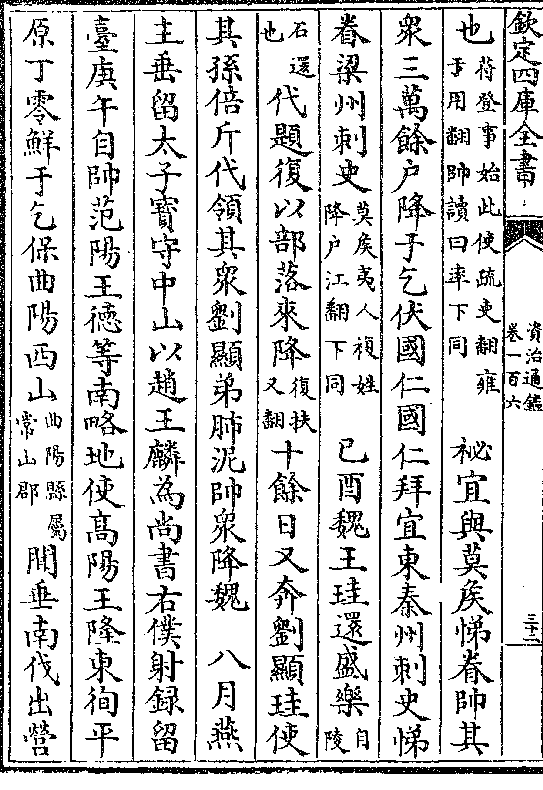 欽定四庫全書
資治通鑑
卷一百六
三十二
也苻登事始此使疏吏翻雍于用翻帥讀曰率下同 祕宜與莫矦悌眷帥其
衆三萬餘户降于乞伏國仁國仁拜宜東秦州刺史悌
眷梁州刺史莫矦夷人複姓降户江翻下同 已酉魏王珪還盛樂自陵
石還也代題復以部落來降復扶又翻十餘日又奔劉顯珪使
其孫倍斤代領其衆劉顯弟肺泥帥衆降魏 八月燕
主垂留太子寶守中山以趙王麟為尚書右僕射録留
臺庚午自帥范陽王徳等南略地使高陽王隆東徇平
原丁零鮮于乞保曲陽西山曲陽縣屬常山郡聞垂南伐出營